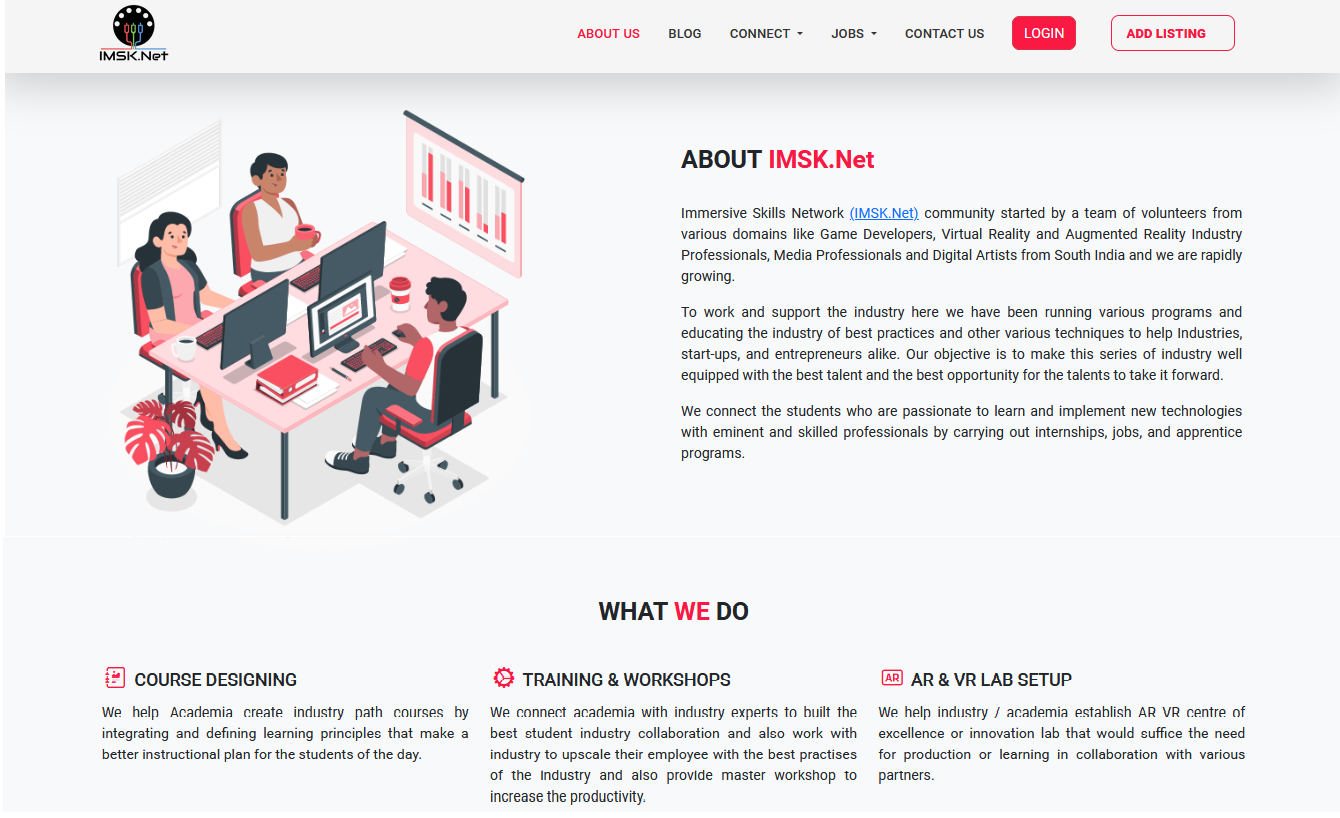 IMSK.Net
ABOUT US BLOG CONNECT JOBS CONTACT US LOGIN ADD LISTING
ABOUT IMSK.Net
Immersive Skills Network (IMSK.Net) community started by a team of volunteers from
various domains like Game Developers, Virtual Reality and Augmented Reality Industry
Professionals, Media Professionals and Digital Artists from South India and we are rapidly
growing.
To work and support the industry here we have been running various programs and
educating the industry of best practices and other various techniques to help Industries,
start-ups, and entrepreneurs alike. Our objective is to make this series of industry well
equipped with the best talent and the best opportunity for the talents to take it forward.
We connect the students who are passionate to learn and implement new technologies
with eminent and skilled professionals by carrying out internships, jobs, and apprentice
programs.
WHAT WE DO
COURSE DESIGNING
We help Academia create industry path courses by
integrating and defining learning principles that make a
better instructional plan for the students of the day.
TRAINING & WORKSHOPS
We connect academia with industry experts to built the
best student industry collaboration and also work with
industry to upscale their employee with the best practises
of the industry and also provide master workshop to
increase the productivity.
AR
AR & VR LAB SETUP
We help industry / academia establish AR VR centre of
excellence or innovation lab that would suffice the need
for production or learning in collaboration with various
partners.